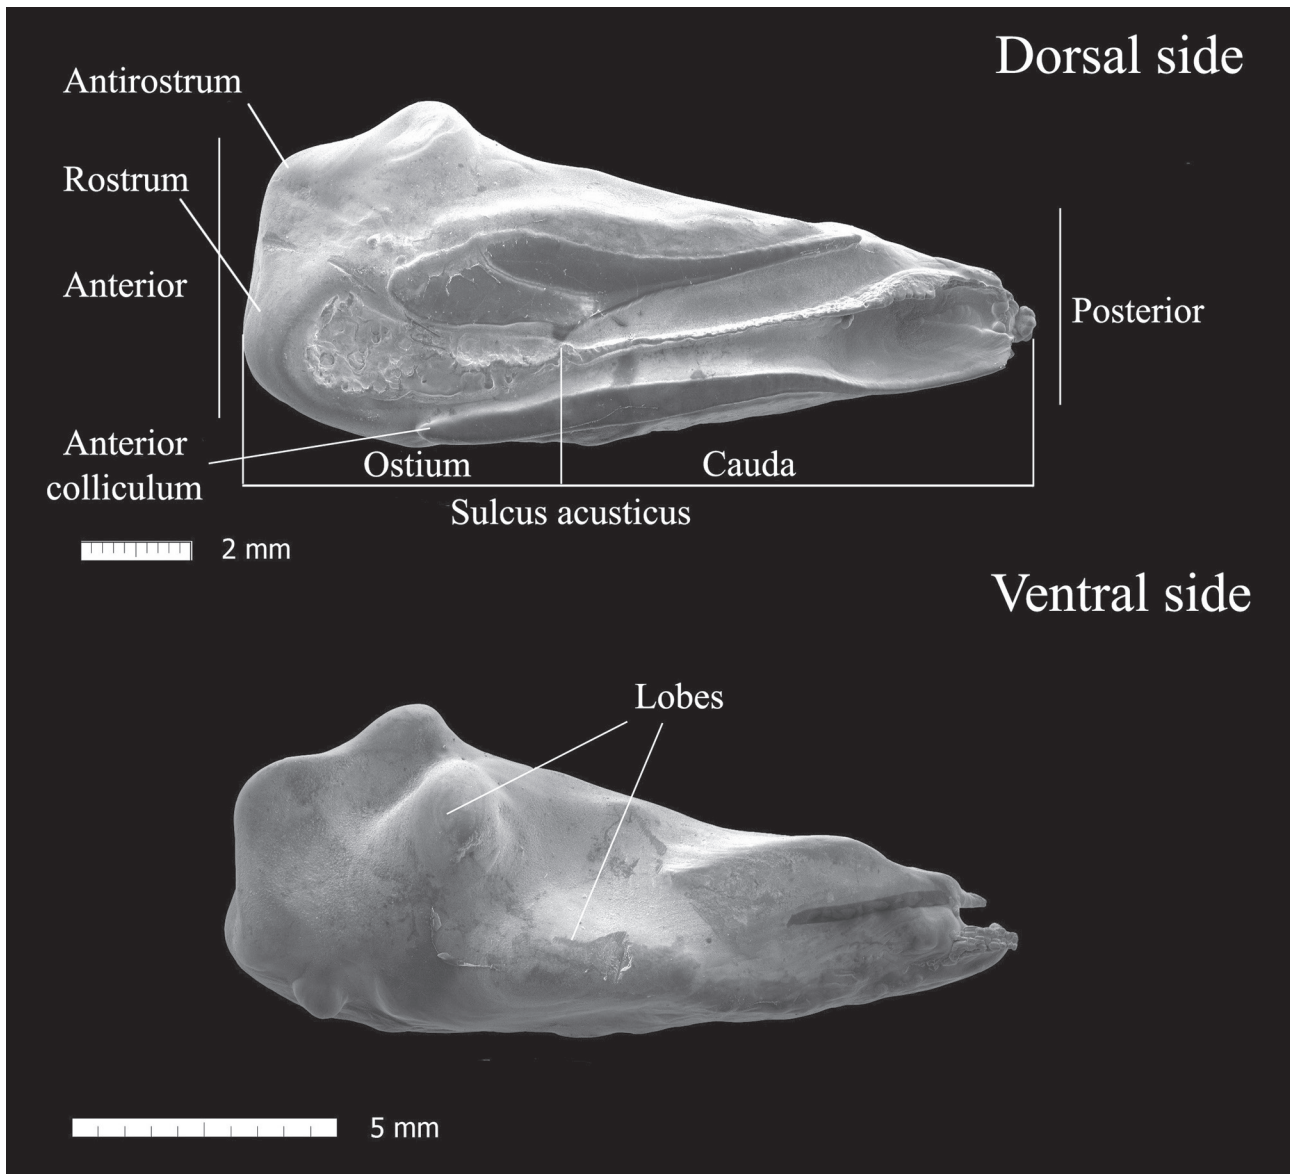 Dorsal side
Antirostrum
Rostrum
Anterior
Posterior
Anterior
colliculum
Ostium
Cauda
Sulcus acusticus
2 mm
Ventral side
Lobes
5 mm